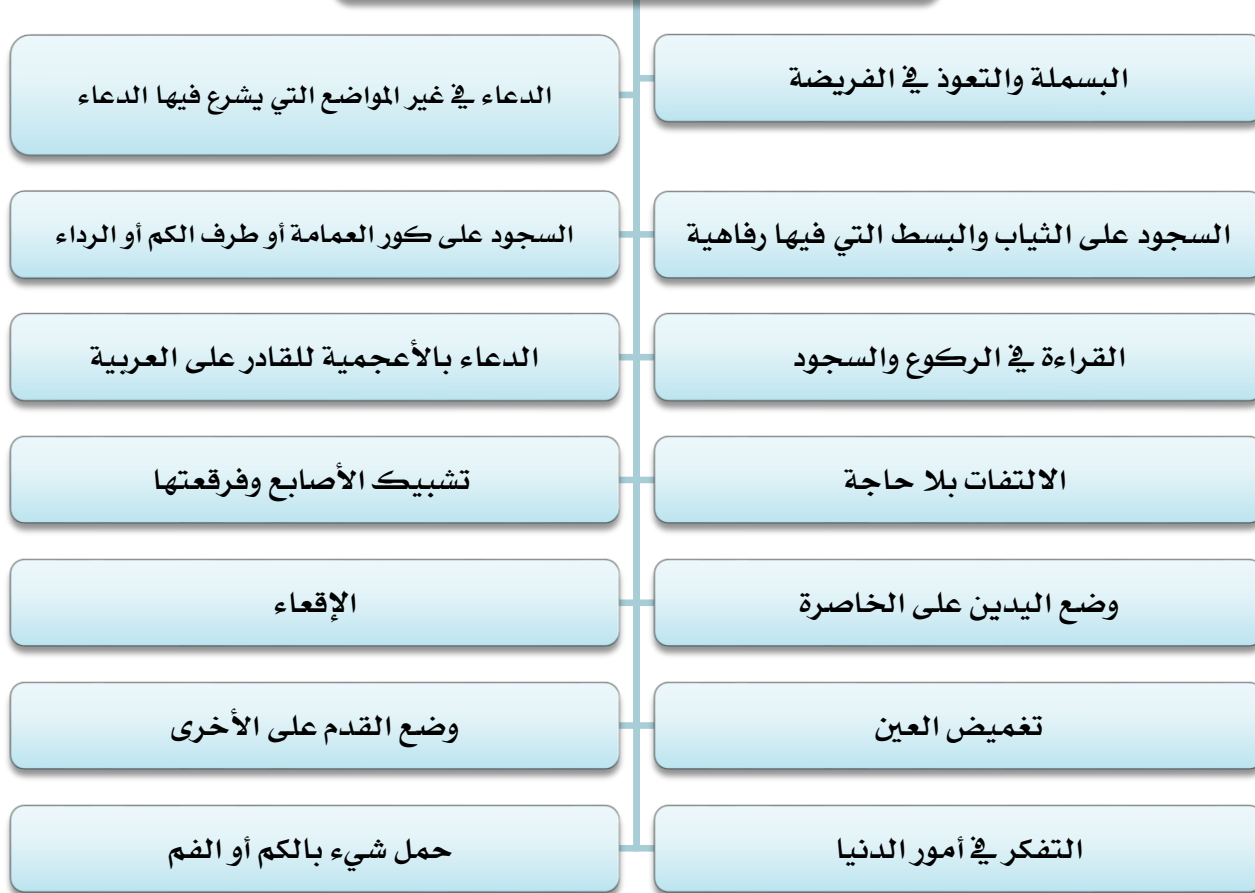 البسملة والتعوذ في الفريضة
الدعاء في غير المواضع التي يشرع فيها الدعاء
السجود على الثياب والبسط التي فيها رفاهية
السجود على كور العمامة أو طرف الكم أو الرداء
القراءة في الركوع والسجود
الدعاء بالأعجمية للقادر على العربية
الالتفات بلا حاجة
تشبيك الأصابع وفرقعتها
وضع اليدين على الخاصرة
الإقعاء
تغميض العين
وضع القدم على الأخرى
التفكر في أمور الدنيا
حمل شيء بالكم أو الفم